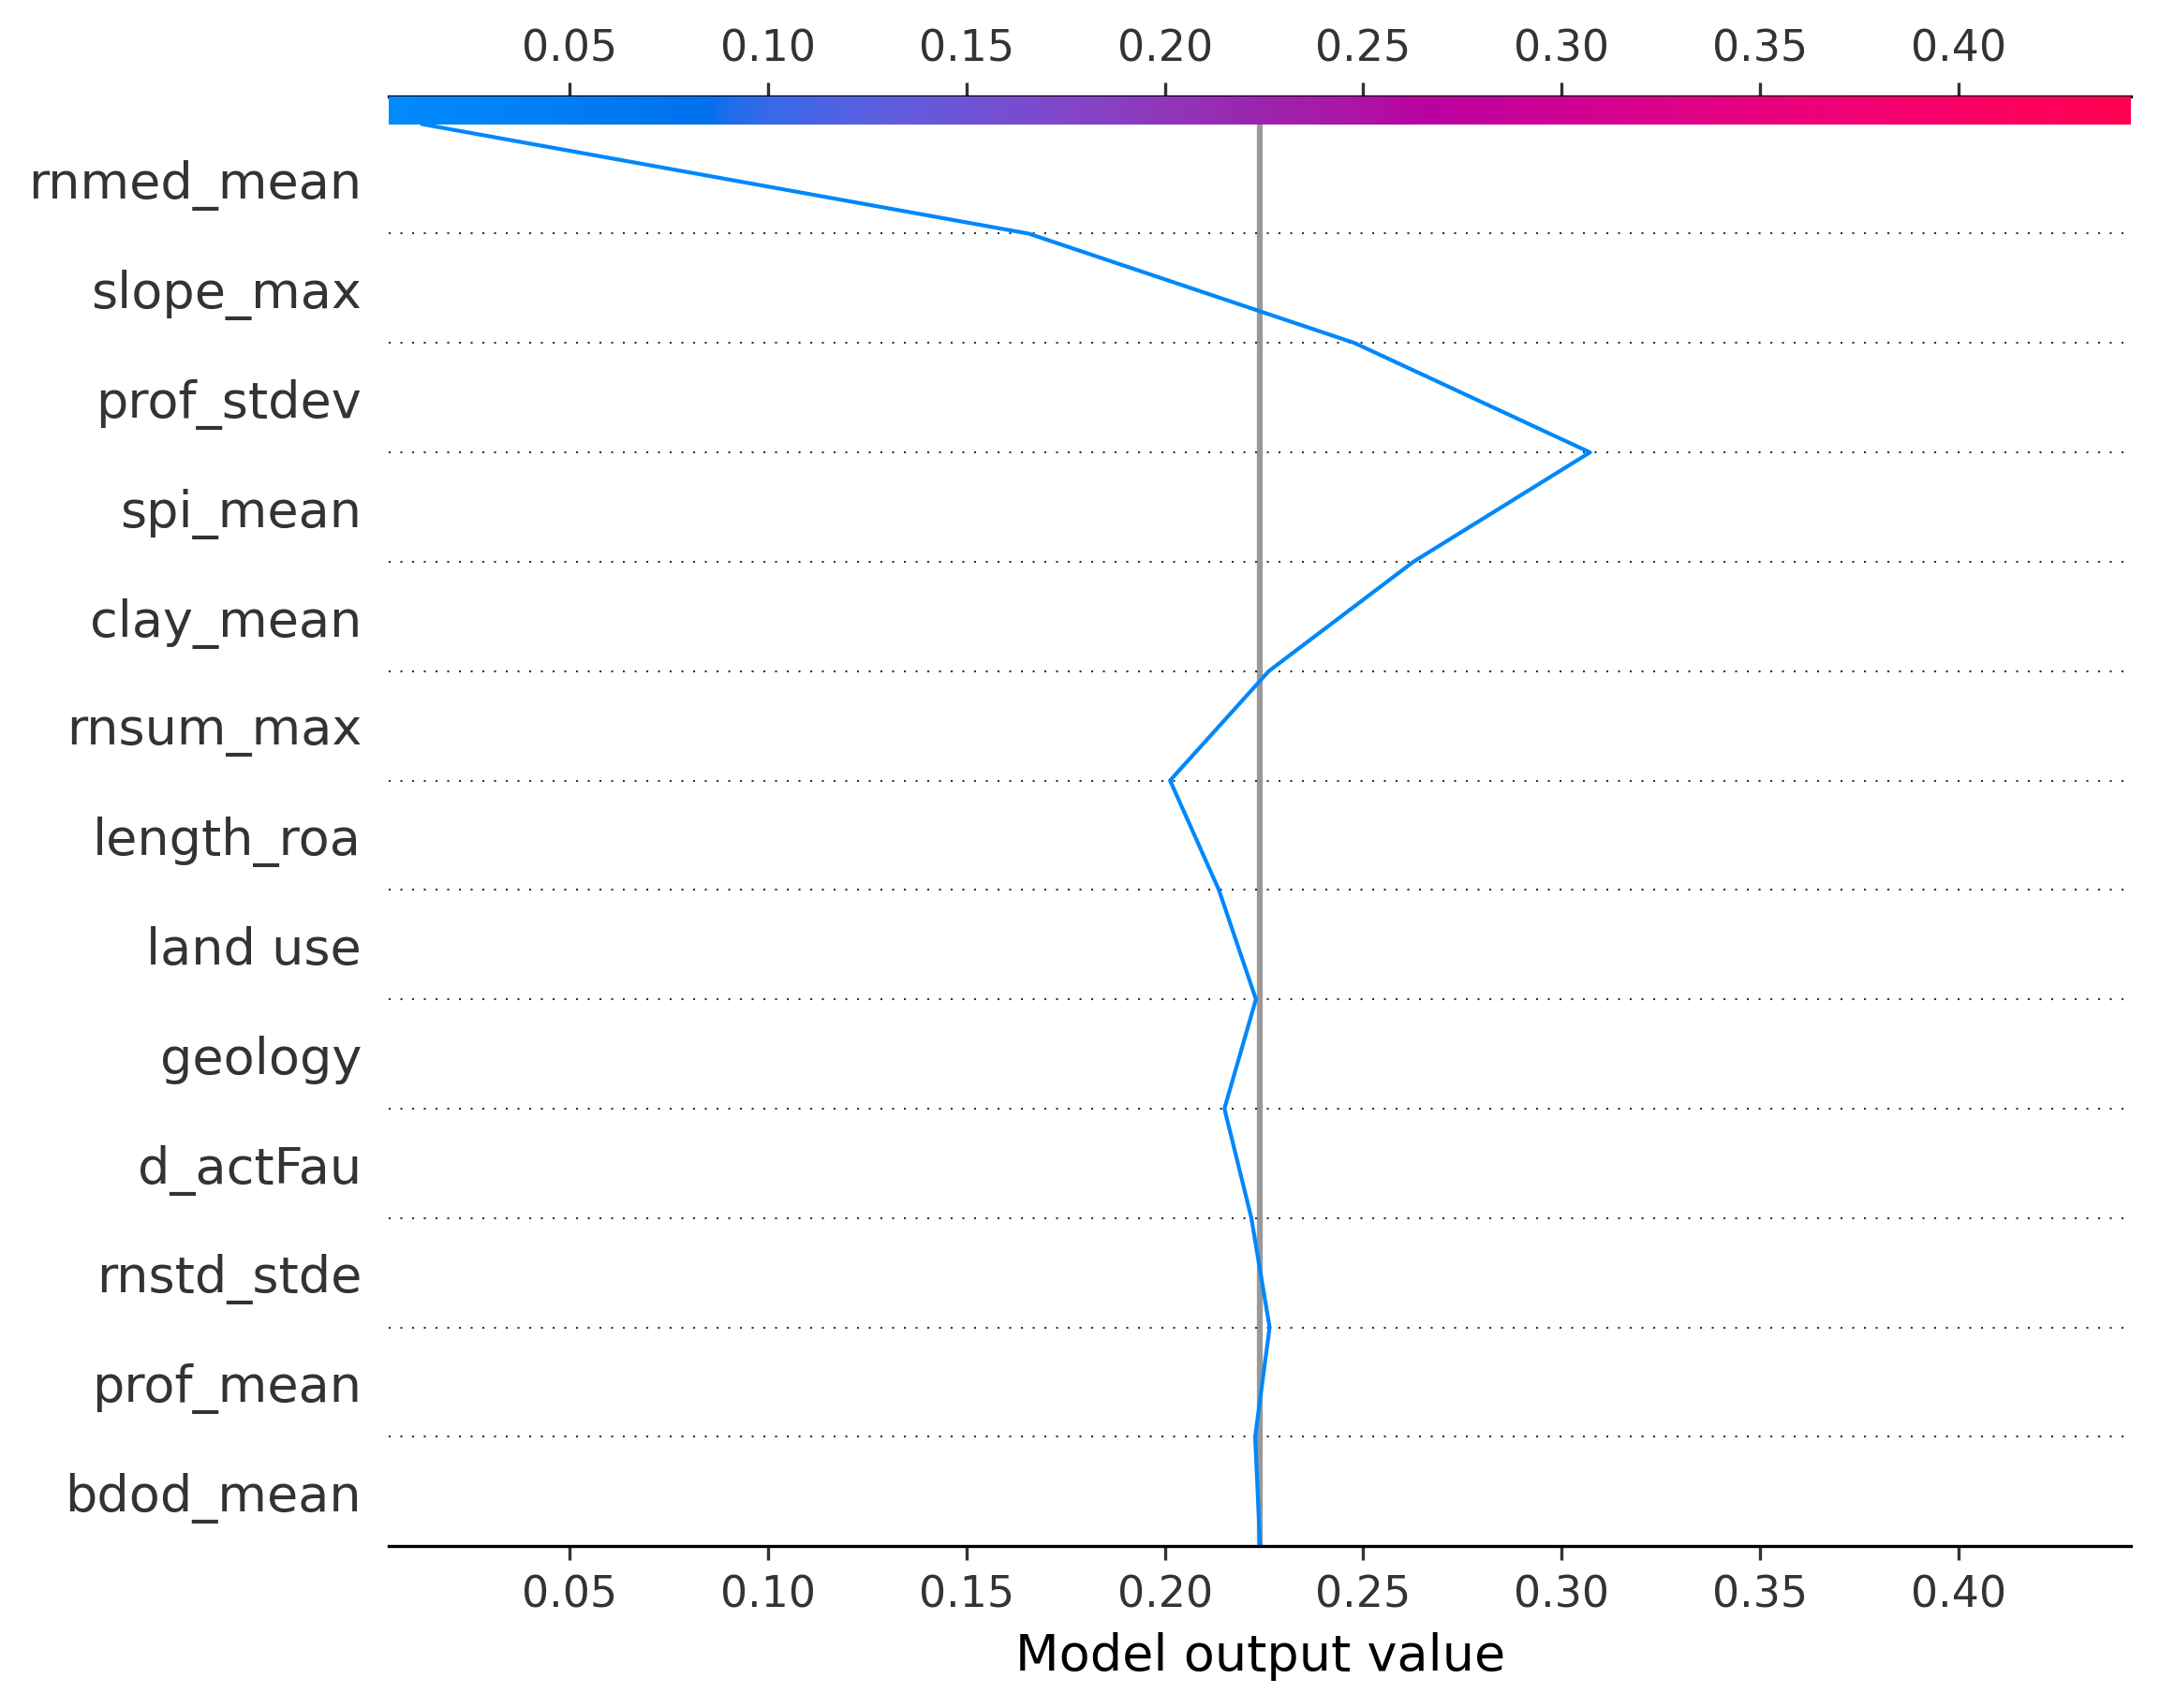 0.05 0.10 0.15 0.20 0.25 0.30 0.35 0.40
rnmed_mean
slope_max
prof_stdev
spi_mean
clay_mean
rnsum_max
length_roa
land use
geology
d_actFau
rnstd_stde
prof_mean
bdod_mean
0.05 0.10 0.15 0.20 0.25 0.30 0.35 0.40
Model output value